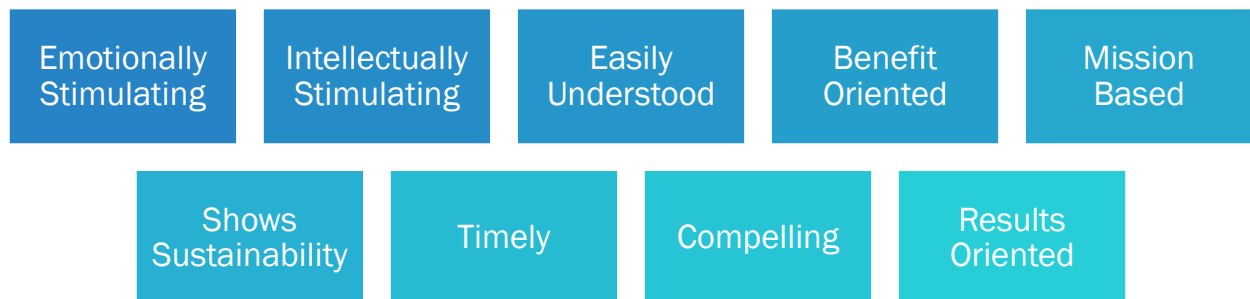 Emotionally
Stimulating
Intellectually
Stimulating
Easily
Understood
Benefit
Oriented
Mission
Based
Shows
Sustainability
Timely
Compelling
Results
Oriented